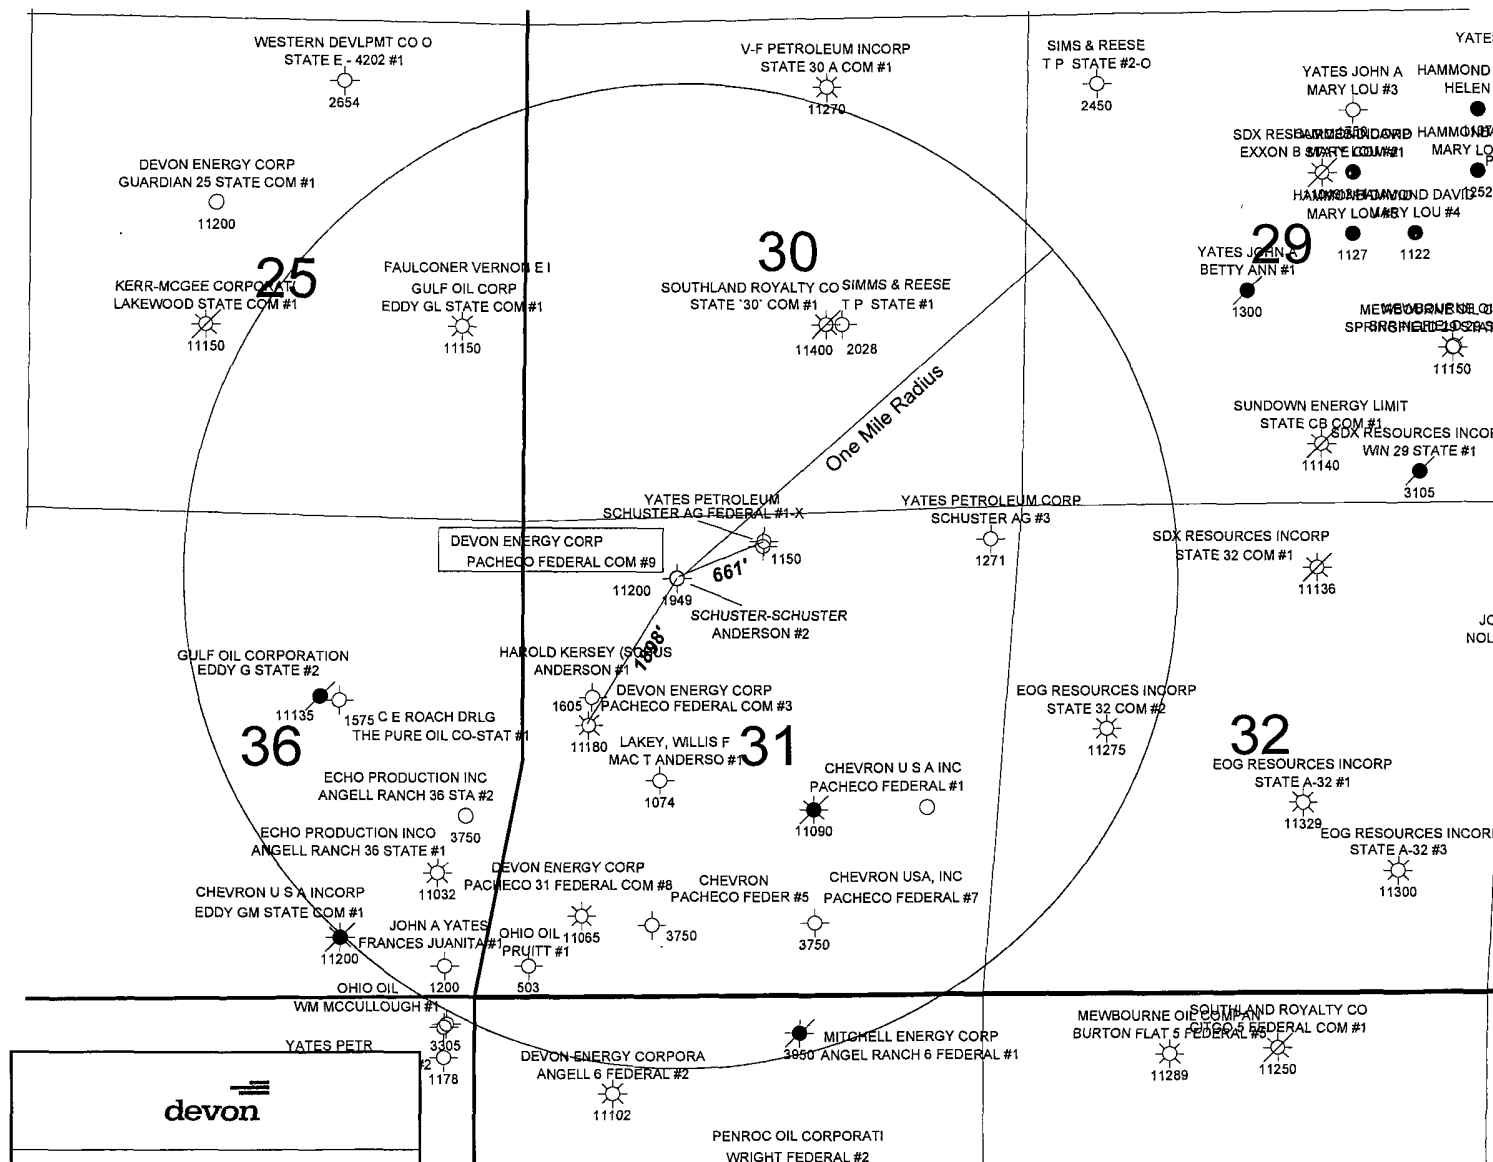 WESTERN DEVLPMT CO O
STATE E - 4202 #1
2654
V-F PETROLEUM INCORP
STATE 30 A COM #1
11270
SIMS & REESE
T P STATE #2-O
2450
YATES JOHN A
MARY LOU #3
HAMMOND
HELEN
DEVON ENERGY CORP
GUARDIAN 25 STATE COM #1
11200
MARY LO
1252
MARY LOU #4
1127
1122
25
30
29
YATES JOHN A
BETTY ANN #1
1300
KERR-MCGEE CORPORATI
LAKEWOOD STATE COM #1
11150
FAULCONER VERNON E I
GULF OIL CORP
EDDY GL STATE COM #1
11150
SOUTHLAND ROYALTY CO
STATE `30` COM #1
11400
SIMMS & REESE
T P STATE #1
2028
11150
One Mile Radius
SUNDOWN ENERGY LIMIT
STATE CB COM #1
11140
SDX RESOURCES INCOR
WIN 29 STATE #1
3105
YATES PETROLEUM
SCHUSTER AG FEDERAL #1-X
1150
YATES PETROLEUM CORP
SCHUSTER AG #3
1271
SDX RESOURCES INCORP
STATE 32 COM #1
11136
DEVON ENERGY CORP
PACHECO FEDERAL COM #9
11200
1949
661'
SCHUSTER-SCHUSTER
ANDERSON #2
1898'
GULF OIL CORPORATION
EDDY G STATE #2
11135
1575
C E ROACH DRLG
THE PURE OIL CO-STAT #1
HAROLD KERSEY (SOHUS
ANDERSON #1
1605
DEVON ENERGY CORP
PACHECO FEDERAL COM #3
11180
EOG RESOURCES INCORP
STATE 32 COM #2
11275
36
31
32
LAKEY, WILLIS F
MAC T ANDERSO #1
1074
CHEVRON U S A INC
PACHECO FEDERAL #1
11090
EOG RESOURCES INCORP
STATE A-32 #1
11329
ECHO PRODUCTION INC
ANGELL RANCH 36 STA #2
3750
ECHO PRODUCTION INCO
ANGELL RANCH 36 STATE #1
11032
EOG RESOURCES INCOR
STATE A-32 #3
11300
CHEVRON U S A INCORP
EDDY GM STATE COM #1
11200
DEVON ENERGY CORP
PACHECO 31 FEDERAL COM #8
11065
CHEVRON
PACHECO FEDER #5
3750
CHEVRON USA, INC
PACHECO FEDERAL #7
3750
JOHN A YATES
FRANCES JUANITA #1
1200
OHIO OIL
PRUITT #1
503
OHIO OIL
WM MCCULLOUGH #1
3305
YATES PETR
#2
1178
DEVON ENERGY CORPORA
ANGELL 6 FEDERAL #2
11102
MITCHELL ENERGY CORP
ANGEL RANCH 6 FEDERAL #1
3950
MEWBOURNE OIL COMPAN
BURTON FLAT 5 FEDERAL #5
11289
SOUTHLAND ROYALTY CO
CITGO 5 FEDERAL COM #1
11250
devon
PENROC OIL CORPORATI
WRIGHT FEDERAL #2